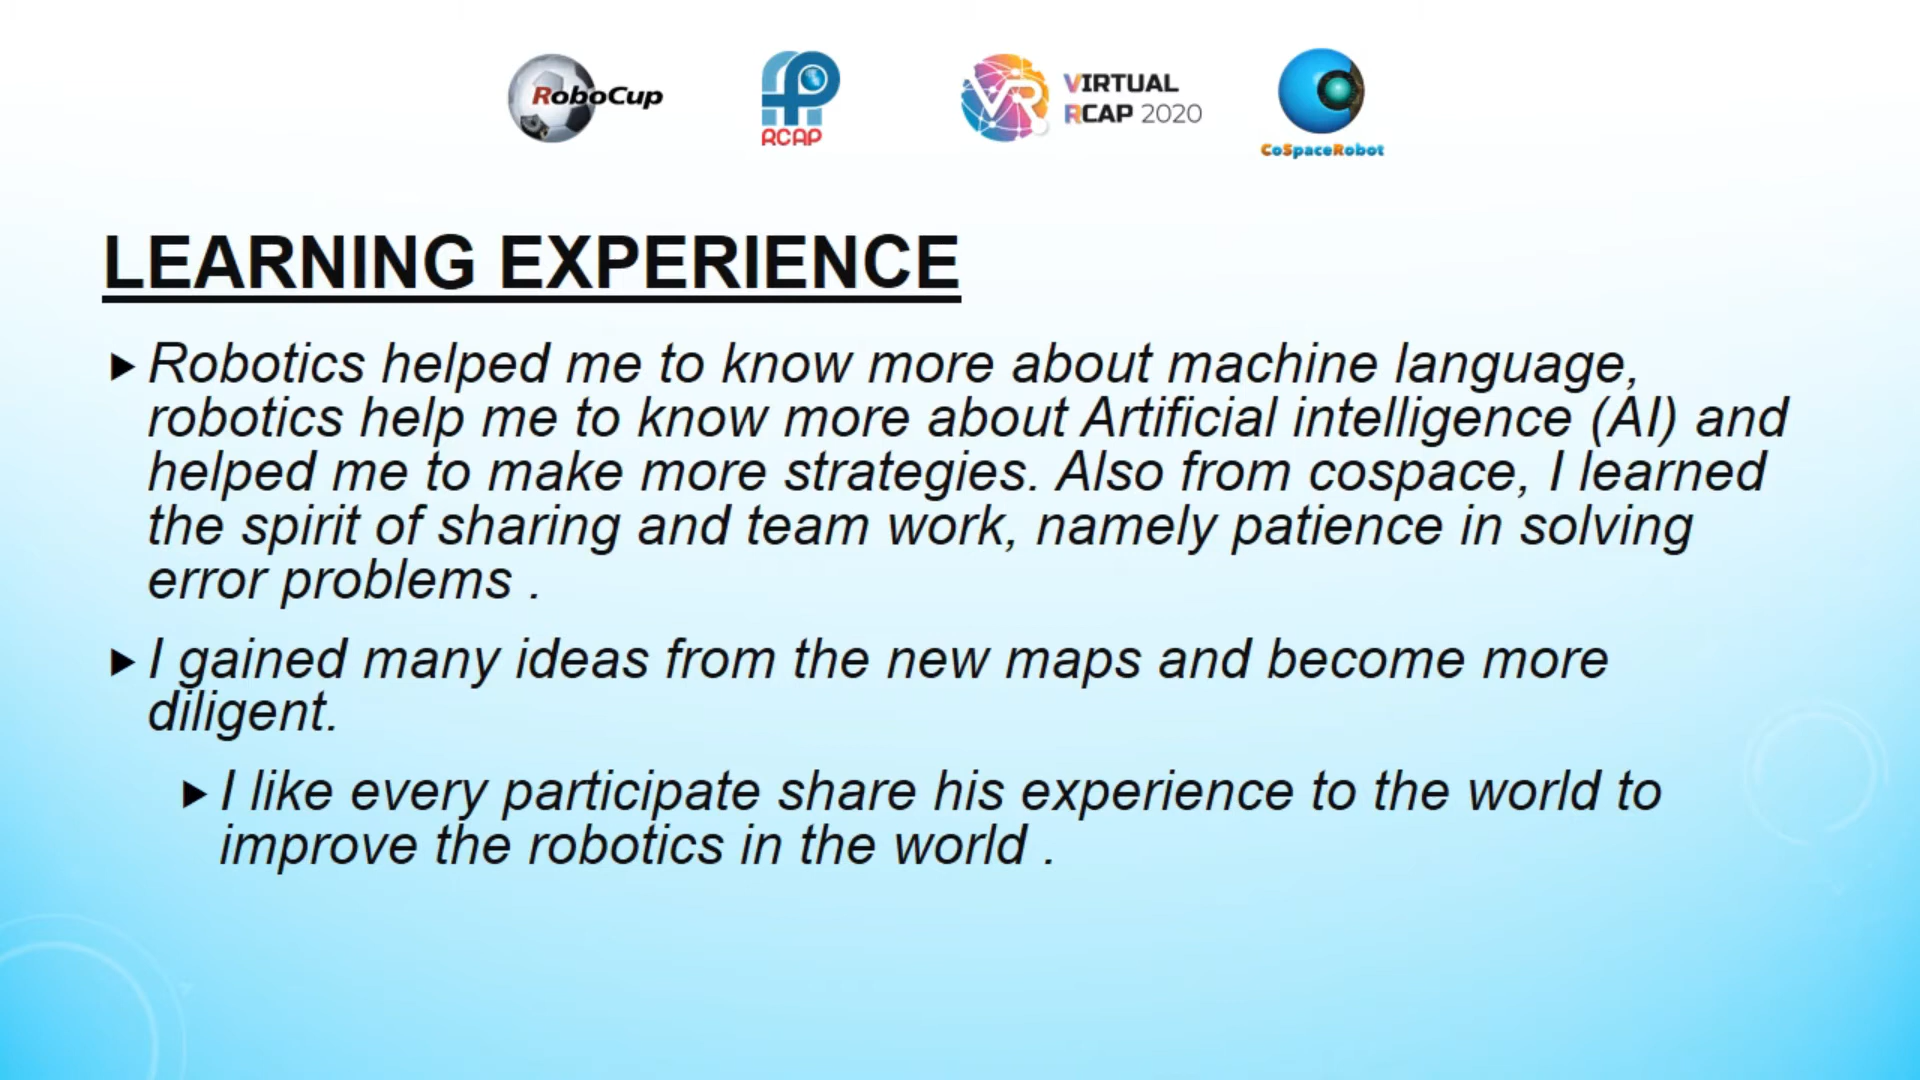 RoboCup
RCAP
VR
VIRTUAL
RCAP 2020
CoSpaceRobot
LEARNING EXPERIENCE
Robotics helped me to know more about machine language,
robotics help me to know more about Artificial intelligence (AI) and
helped me to make more strategies. Also from cospace, I learned
the spirit of sharing and team work, namely patience in solving
error problems .
I gained many ideas from the new maps and become more
diligent.
I like every participate share his experience to the world to
improve the robotics in the world .